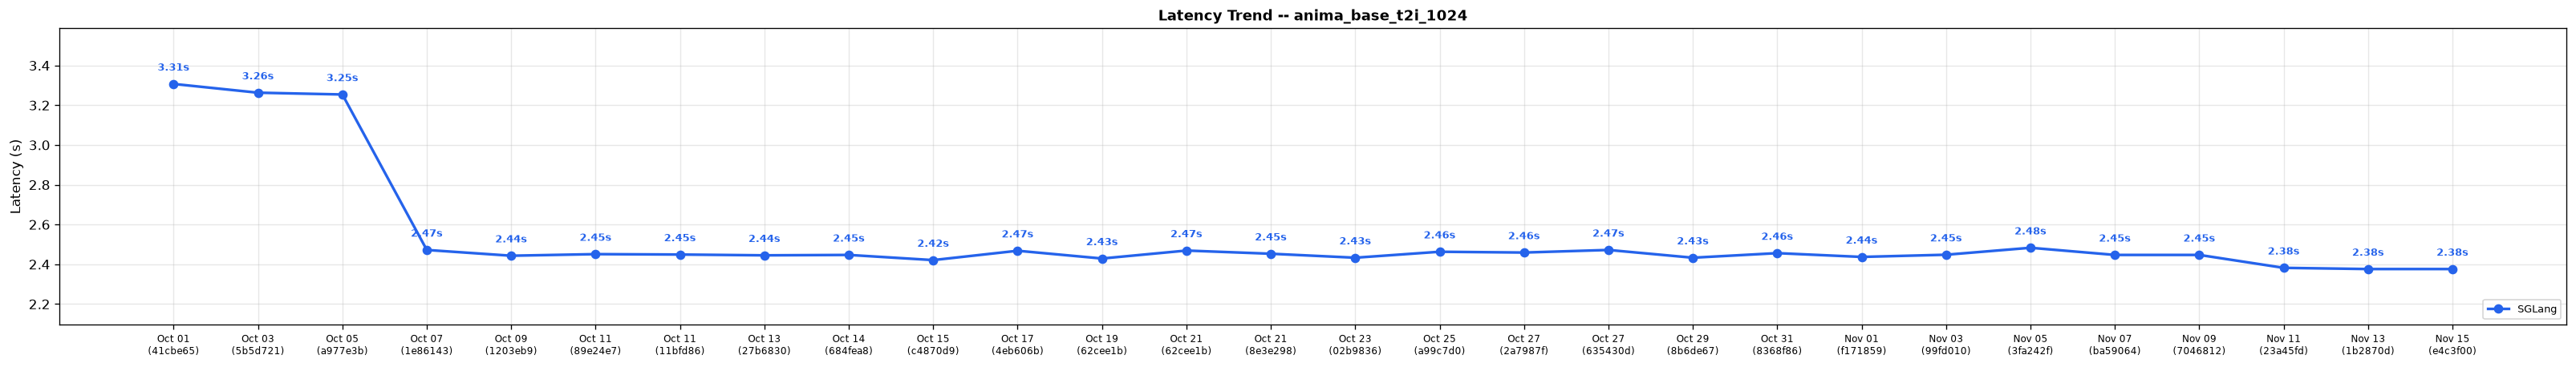 Latency Trend -- anima_base_t2i_1024
Latency (s)
3.4
3.2
3.0
2.8
2.6
2.4
2.2
3.31s
3.26s
3.25s
2.47s
2.44s
2.45s
2.45s
2.44s
2.45s
2.42s
2.47s
2.43s
2.47s
2.45s
2.43s
2.46s
2.46s
2.47s
2.43s
2.46s
2.44s
2.45s
2.48s
2.45s
2.45s
2.38s
2.38s
2.38s
SGLang
Oct 01
(41cbe65)
Oct 03
(5b5d721)
Oct 05
(a977e3b)
Oct 07
(1e86143)
Oct 09
(1203eb9)
Oct 11
(89e24e7)
Oct 11
(11bfd86)
Oct 13
(27b6830)
Oct 14
(684fea8)
Oct 15
(c4870d9)
Oct 17
(4eb606b)
Oct 19
(62cee1b)
Oct 21
(62cee1b)
Oct 21
(8e3e298)
Oct 23
(02b9836)
Oct 25
(a99c7d0)
Oct 27
(2a7987f)
Oct 27
(635430d)
Oct 29
(8b6de67)
Oct 31
(8368f86)
Nov 01
(f171859)
Nov 03
(99fd010)
Nov 05
(3fa242f)
Nov 07
(ba59064)
Nov 09
(7046812)
Nov 11
(23a45fd)
Nov 13
(1b2870d)
Nov 15
(e4c3f00)